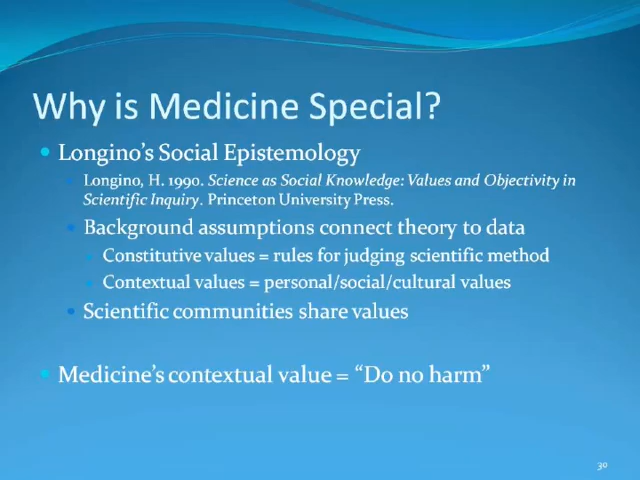 Why is Medicine Special?
Longino's Social Epistemology
Longino, H. 1990. Science as Social Knowledge: Values and Objectivity in
Scientific Inquiry. Princeton University Press.
Background assumptions connect theory to data
Constitutive values = rules for judging scientific method
Contextual values = personal/social/cultural values
Scientific communities share values
Medicine's contextual value = “Do no harm”
30